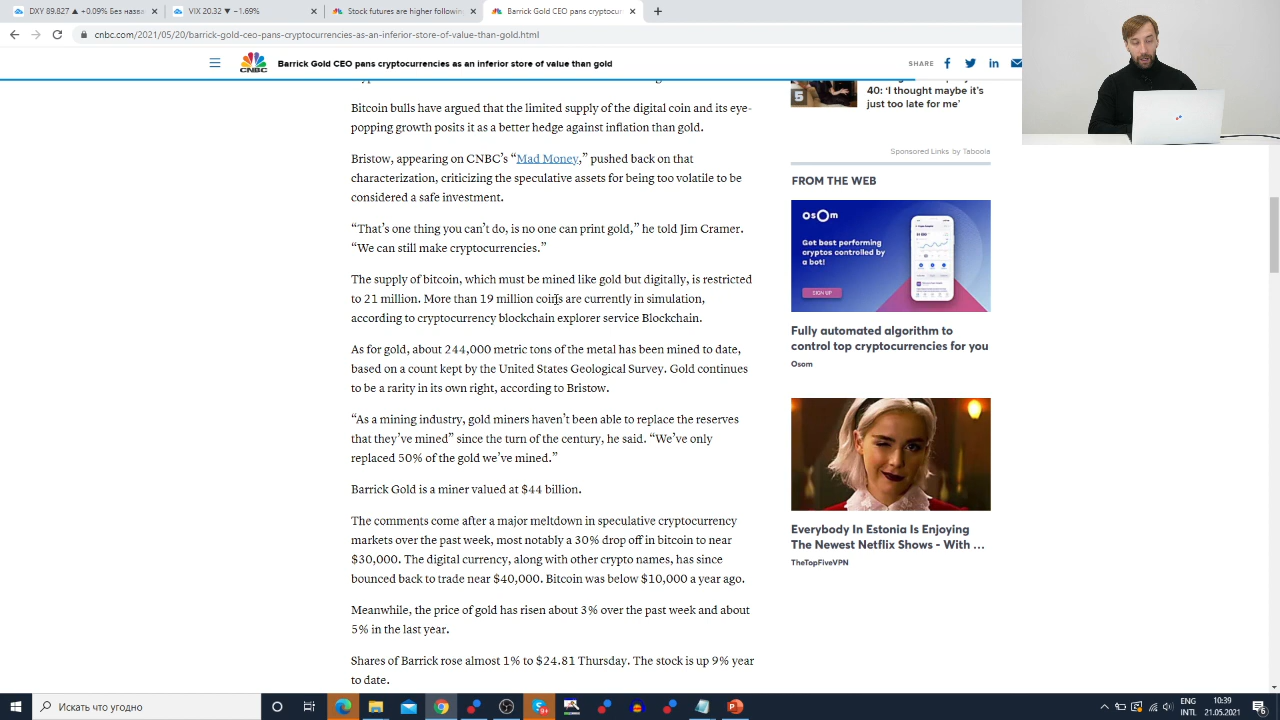 DXY 89.827 ▲ +0.09% Без назва
VIX 20.32 ▼ −1.69%
Stock futures are modestly lower in
Barrick Gold CEO pans cryptocur
cnbc.com/2021/05/20/barrick-gold-ceo-pans-cryptocurrencies-as-an-inferior-store-of-value-than-gold.html
CNBC
Barrick Gold CEO pans cryptocurrencies as an inferior store of value than gold
SHARE
Bitcoin bulls have argued that the limited supply of the digital coin and its eye-
popping growth posits it as a better hedge against inflation than gold.
Bristow, appearing on CNBC’s “Mad Money,” pushed back on that
characterization, criticizing the speculative assets for being too volatile to be
considered a safe investment.
“That’s one thing you can’t do, is no one can print gold,” he told Jim Cramer.
“We can still make cryptocurrencies.”
The supply of bitcoin, which must be mined like gold but digitally, is restricted
to 21 million. More than 19 million coins are currently in simulation,
according to cryptocurrency blockchain explorer service Blockchain.
As for gold, about 244,000 metric tons of the metal has been mined to date,
based on a count kept by the United States Geological Survey. Gold continues
to be a rarity in its own right, according to Bristow.
“As a mining industry, gold miners haven’t been able to replace the reserves
that they’ve mined” since the turn of the century, he said. “We’ve only
replaced 50% of the gold we’ve mined.”
Barrick Gold is a miner valued at $44 billion.
The comments come after a major meltdown in speculative cryptocurrency
markets over the past week, most notably a 30% drop off in bitcoin to near
$30,000. The digital currency, along with other crypto names, has since
bounced back to trade near $40,000. Bitcoin was below $10,000 a year ago.
Meanwhile, the price of gold has risen about 3% over the past week and about
5% in the last year.
Shares of Barrick rose almost 1% to $24.81 Thursday. The stock is up 9% year
to date.
5
40: ‘I thought maybe it’s
just too late for me’
Sponsored Links by Taboola
FROM THE WEB
osom
Get best performing
cryptos controlled by
a bot!
SIGN UP
Fully automated algorithm to
control top cryptocurrencies for you
Osom
Everybody In Estonia Is Enjoying
The Newest Netflix Shows - With …
TheTopFiveVPN
Искать что угодно
ENG
INTL
10:39
21.05.2021